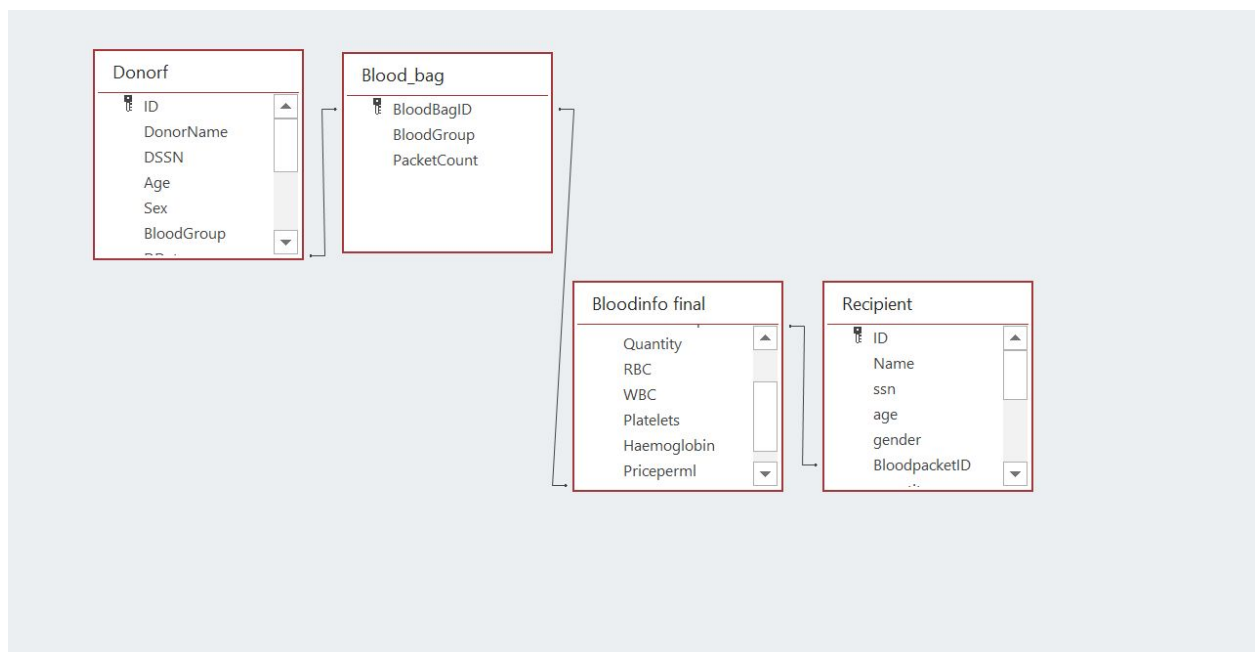 Donorf
ID
DonorName
DSSN
Age
Sex
BloodGroup
Blood_bag
BloodBagID
BloodGroup
PacketCount
Bloodinfo final
Quantity
RBC
WBC
Platelets
Haemoglobin
Priceperml
Recipient
ID
Name
ssn
age
gender
BloodpacketID